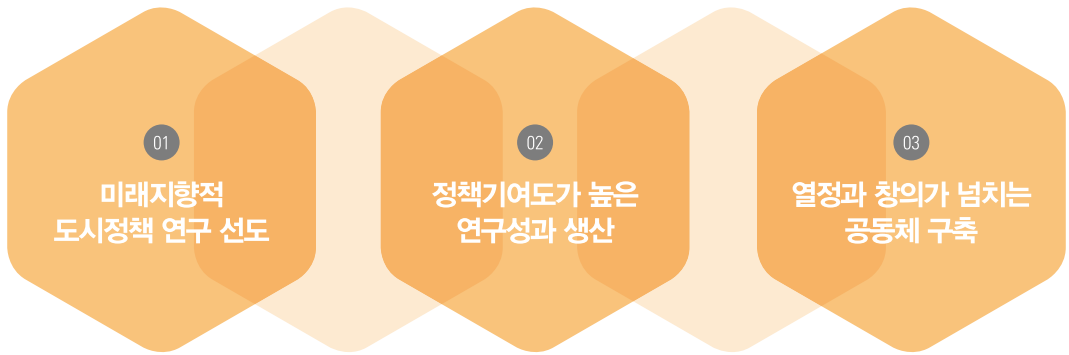 01
미래지향적
도시정책 연구 선도
02
정책기여도가 높은
연구성과 생산
03
열정과 창의가 넘치는
공동체 구축